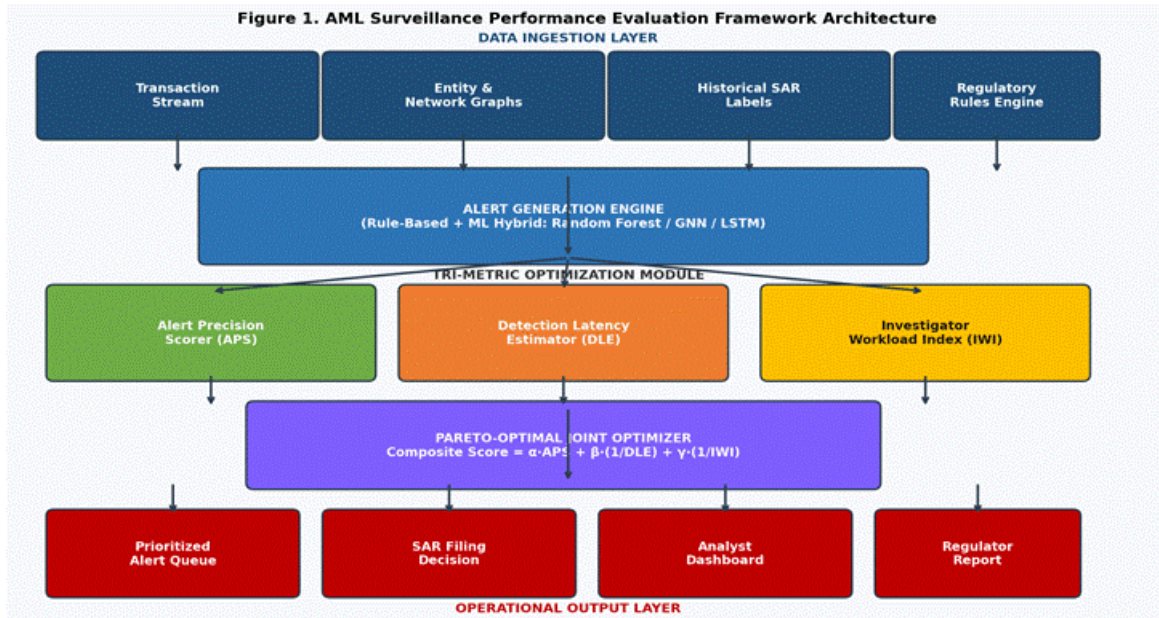 Figure 1. AML Surveillance Performance Evaluation Framework Architecture
DATA INGESTION LAYER
Transaction
Stream
Entity &
Network Graphs
Historical SAR
Labels
Regulatory
Rules Engine
ALERT GENERATION ENGINE
(Rule-Based + ML Hybrid: Random Forest / GNN / LSTM)
TRI-METRIC OPTIMIZATION MODULE
Alert Precision
Scorer (APS)
Detection Latency
Estimator (DLE)
Investigator
Workload Index (IWI)
PARETO-OPTIMAL JOINT OPTIMIZER
Composite Score = α·APS + β·(1/DLE) + γ·(1/IWI)
Prioritized
Alert Queue
SAR Filing
Decision
Analyst
Dashboard
Regulator
Report
OPERATIONAL OUTPUT LAYER